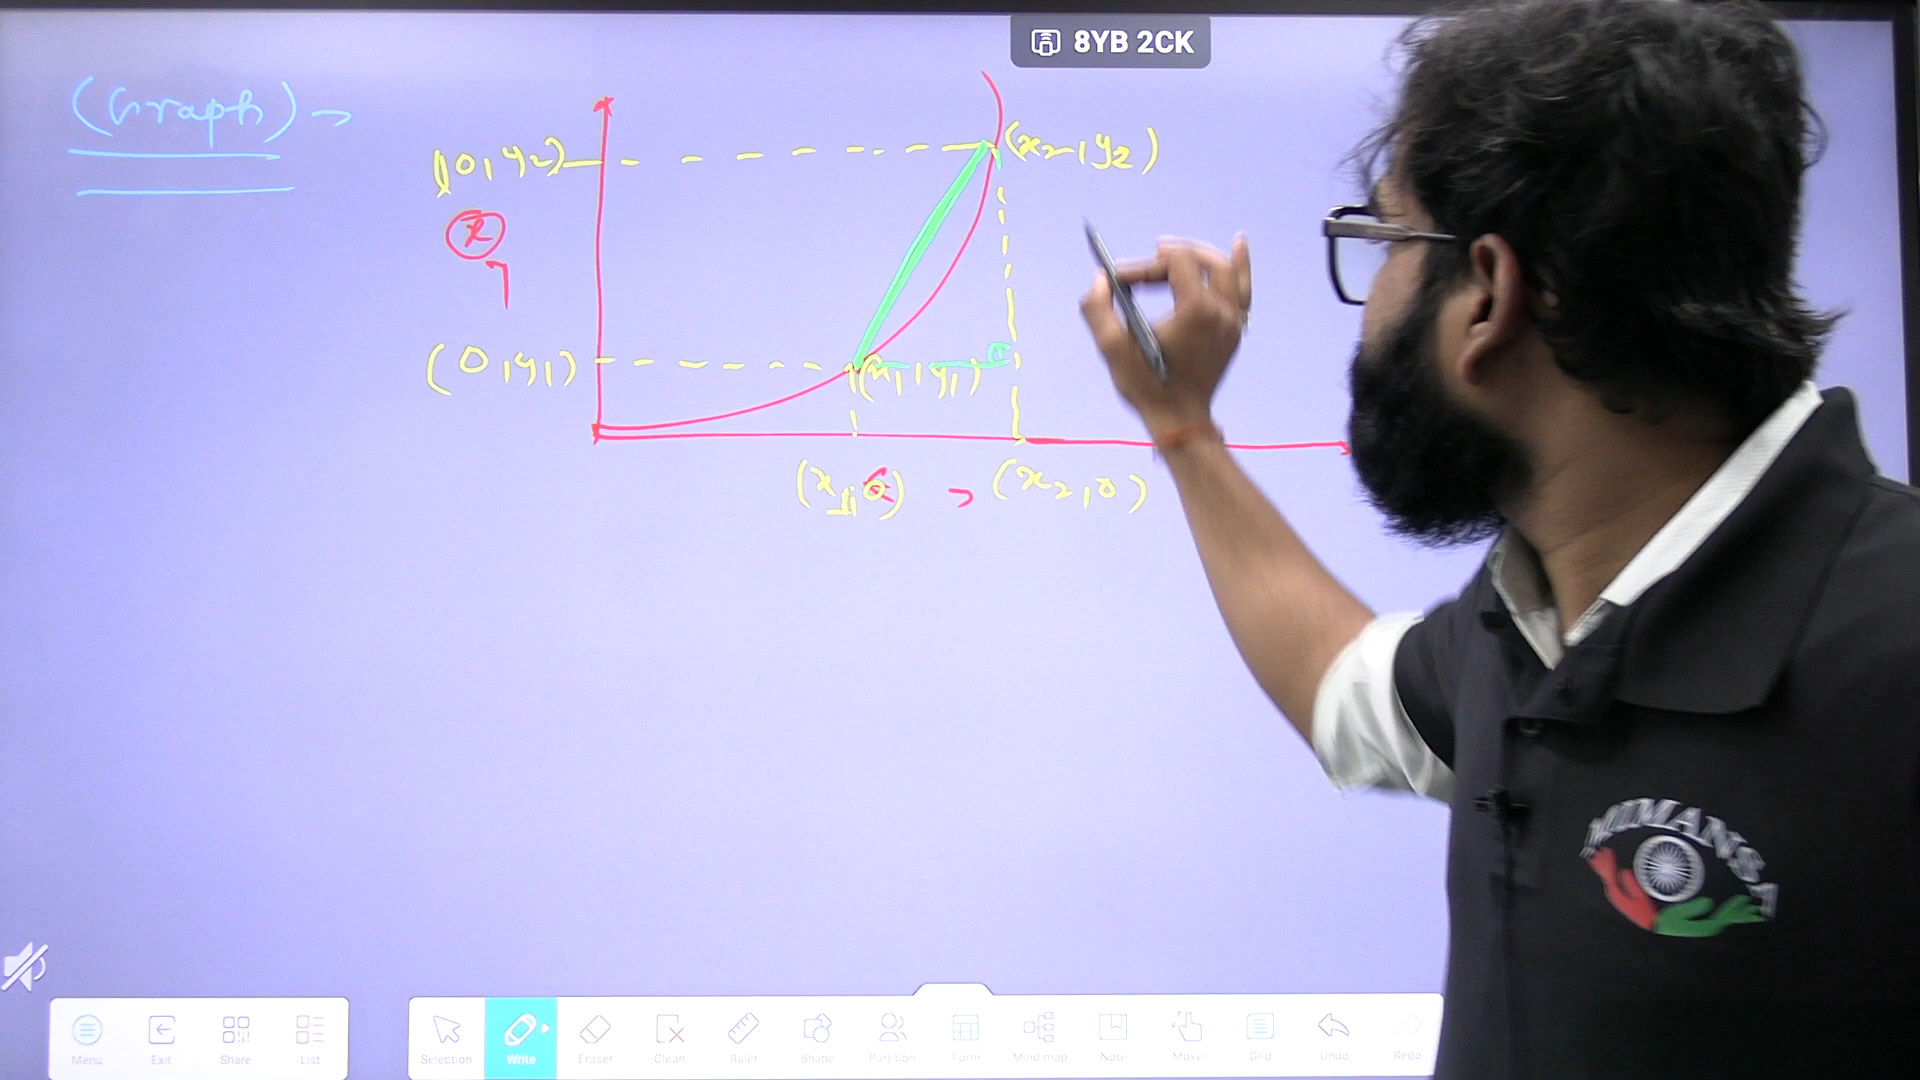 8YB 2CK
(Graph) →
(0, y2)
(x2, y2)
x
(0, y1)
(x1, y1)
(x1, 0)
(x2, 0)
MIMANSA
Menu
Exit
Share
List
Selection
Write
Eraser
Clean
Ruler
Shape
Partition
Form
Mind map
Note
Move
Grid
Undo
Redo